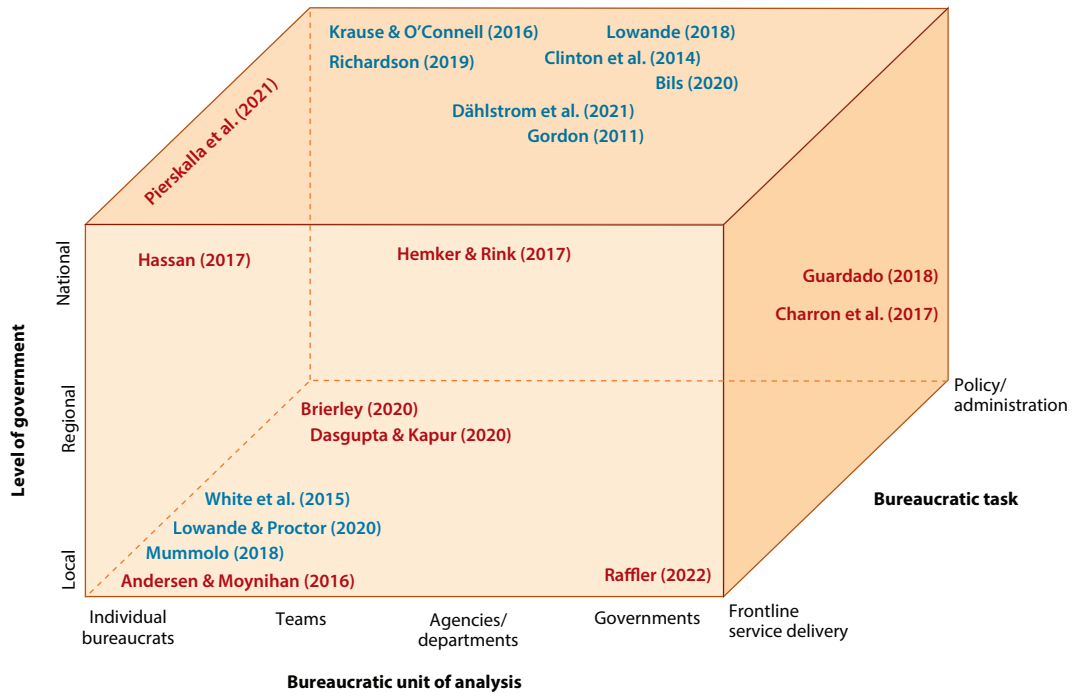 Krause & O’Connell (2016)
Lowande (2018)
Richardson (2019)
Clinton et al. (2014)
Bils (2020)
Dählstrom et al. (2021)
Gordon (2011)
Pierskalla et al. (2021)
Hassan (2017)
Hemker & Rink (2017)
Guardado (2018)
Charron et al. (2017)
Brierley (2020)
Dasgupta & Kapur (2020)
White et al. (2015)
Lowande & Proctor (2020)
Mummolo (2018)
Andersen & Moynihan (2016)
Raffler (2022)
Level of government
National
Regional
Local
Individual
bureaucrats
Teams
Agencies/
departments
Governments
Bureaucratic unit of analysis
Frontline
service delivery
Policy/
administration
Bureaucratic task